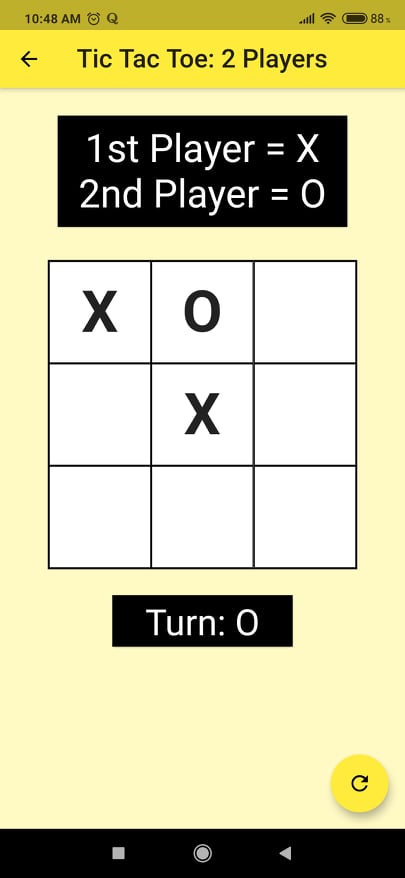 10:48 AM Q 88%
Tic Tac Toe: 2 Players
1st Player = X
2nd Player = O
X O
X
Turn: O